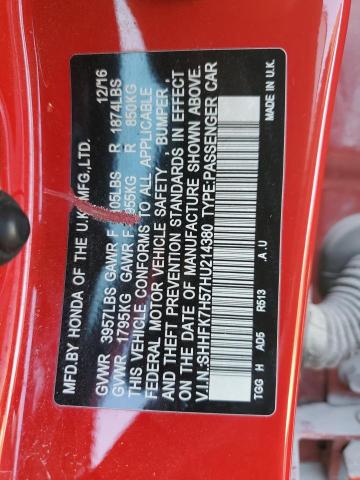 MFD.BY HONDA OF THE U.K. MFG.,LTD. 12/16
GVWR 3957LBS GAWR F 105LBS R 1874LBS
GVWR 1795KG GAWR F 955KG R 850KG
THIS VEHICLE CONFORMS TO ALL APPLICABLE
FEDERAL MOTOR VEHICLE SAFETY, BUMPER,
AND THEFT PREVENTION STANDARDS IN EFFECT
ON THE DATE OF MANUFACTURE SHOWN ABOVE.
V.I.N.:SHHFK7H57HU214380 TYPE:PASSENGER CAR
TGG H AD5 R513 .A.U MADE IN U.K.